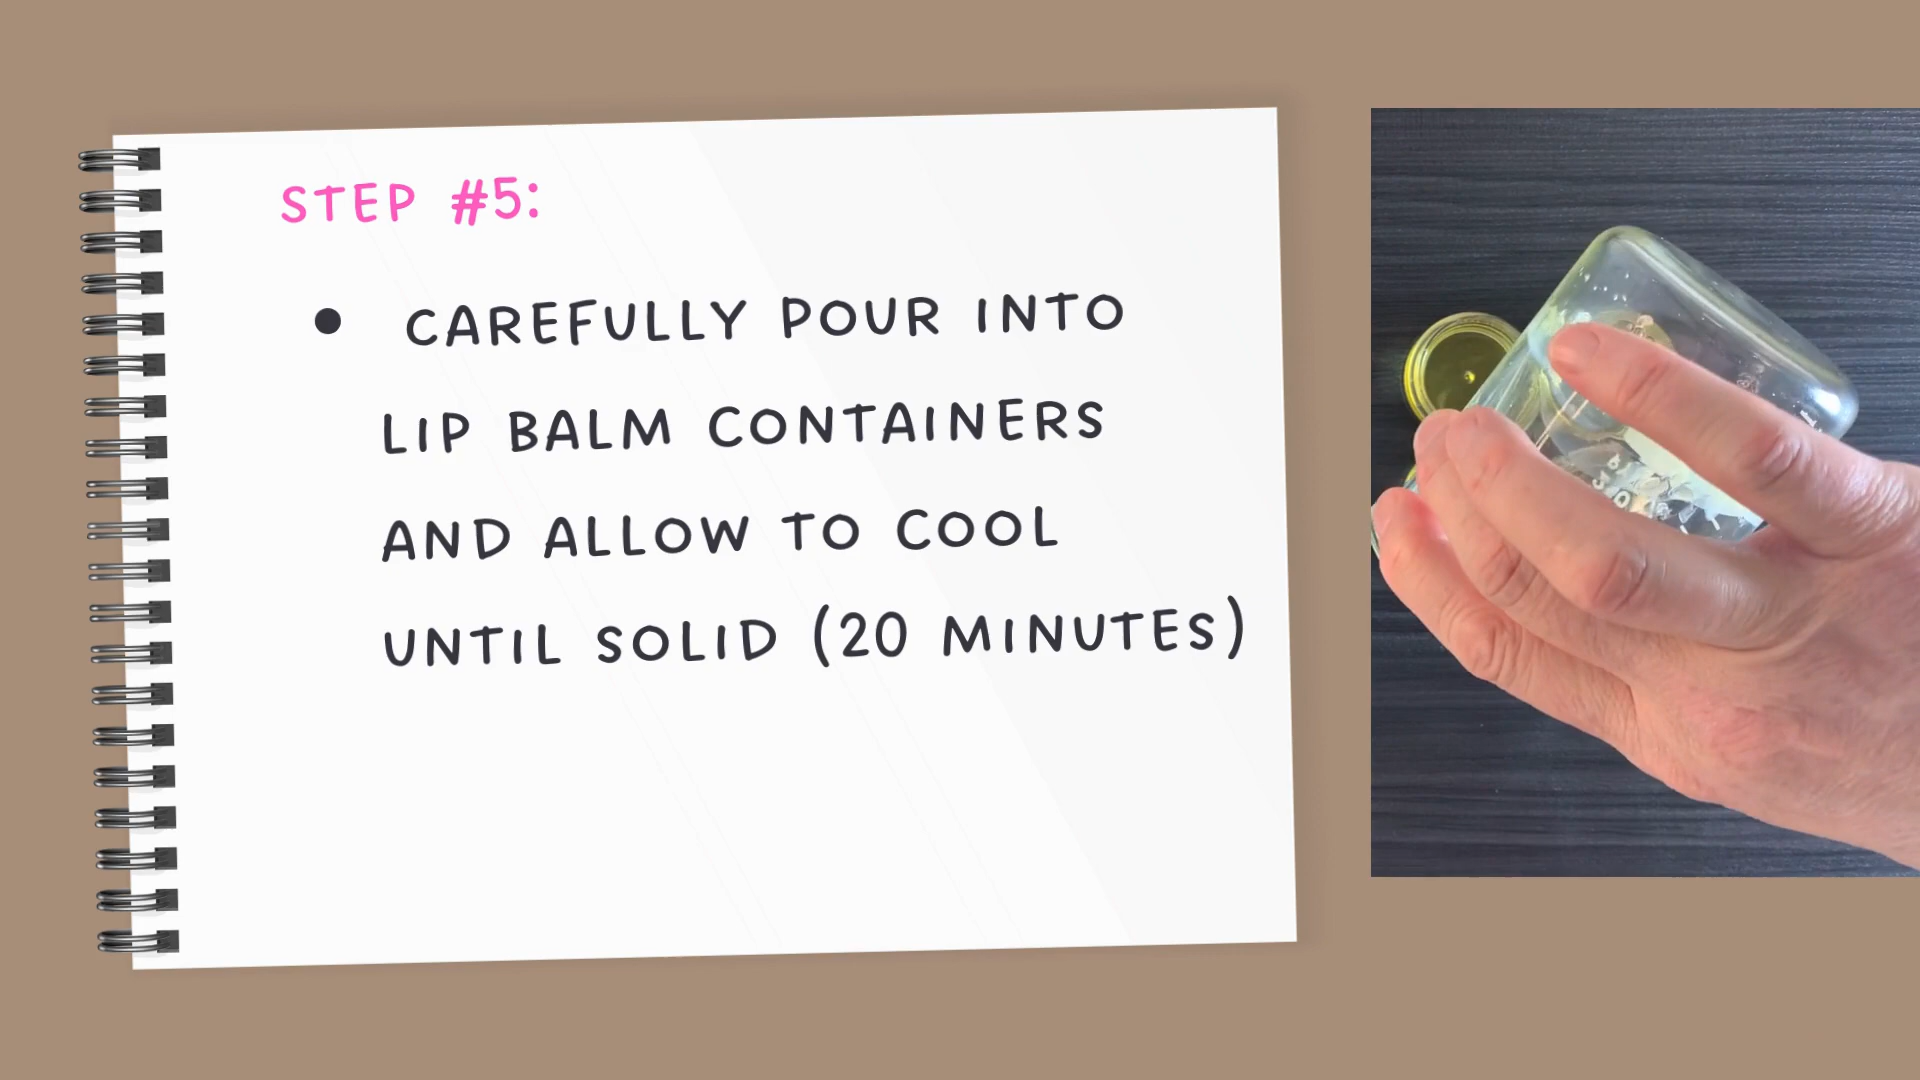 STEP #5:
• CAREFULLY POUR INTO
LIP BALM CONTAINERS
AND ALLOW TO COOL
UNTIL SOLID (20 MINUTES)